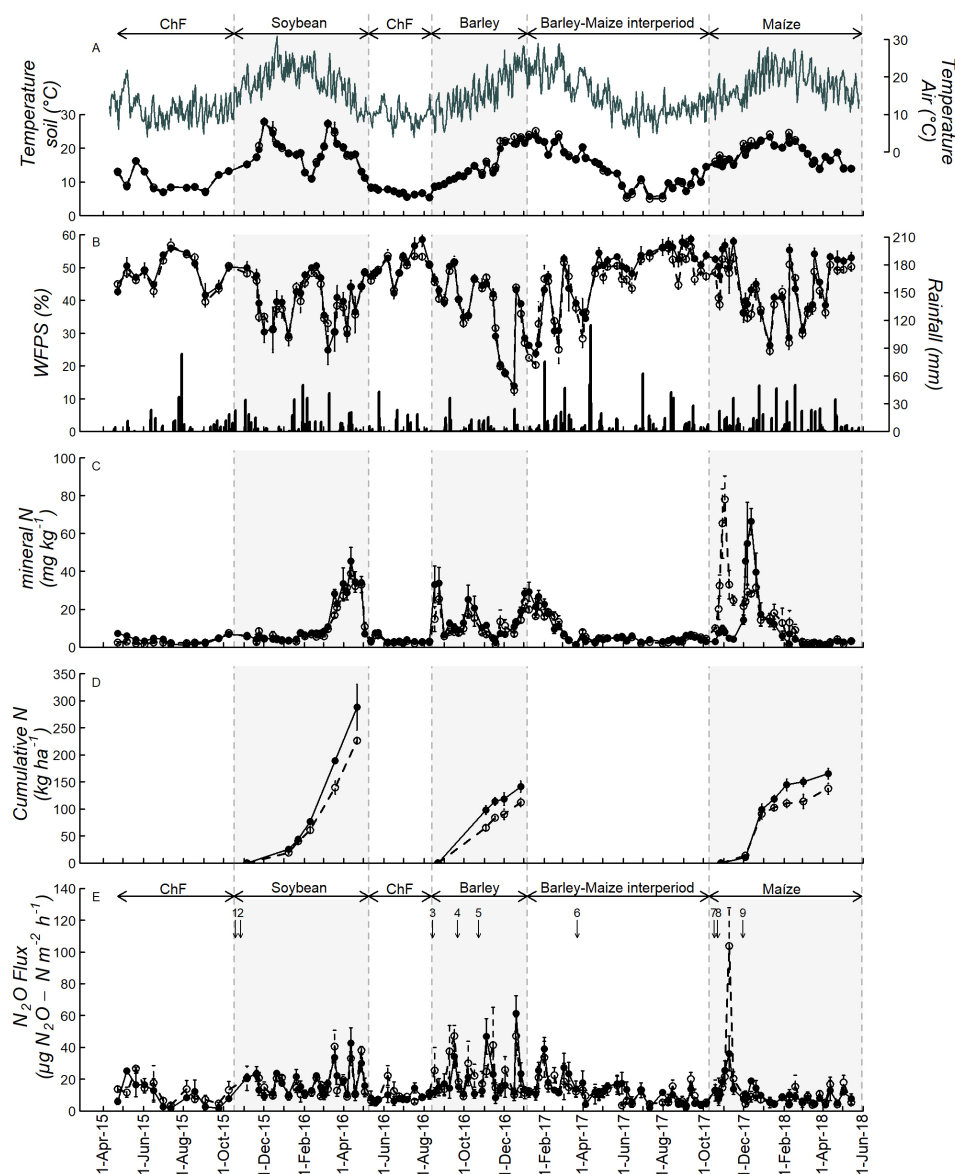 ChF Soybean ChF Barley Barley-Maize interperiod Maíze
A
Temperature
soil (°C)
30
20
10
0
Temperature
Air (°C)
30
20
10
0
B
WFPS (%)
60
50
40
30
20
10
0
Rainfall (mm)
210
180
150
120
90
60
30
0
C
mineral N
(mg kg⁻¹)
100
80
60
40
20
0
D
Cumulative N
(kg ha⁻¹)
350
300
250
200
150
100
50
0
E
ChF Soybean ChF Barley Barley-Maize interperiod Maíze
N₂O Flux
(µg N₂O − N m⁻² h⁻¹)
140
120
100
80
60
40
20
0
12 3 4 5 6 78 9
1-Apr-15
1-Jun-15
1-Aug-15
1-Oct-15
1-Dec-15
1-Feb-16
1-Apr-16
1-Jun-16
1-Aug-16
1-Oct-16
1-Dec-16
1-Feb-17
1-Apr-17
1-Jun-17
1-Aug-17
1-Oct-17
1-Dec-17
1-Feb-18
1-Apr-18
1-Jun-18